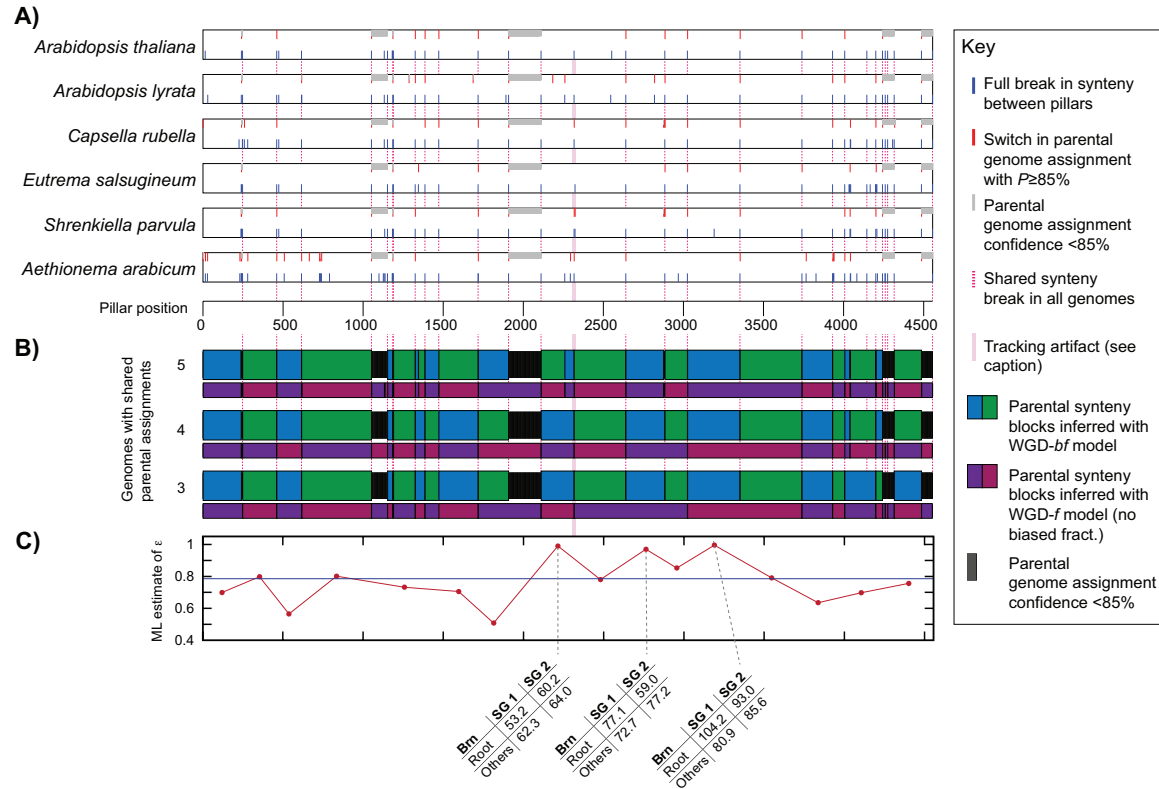 A)
Arabidopsis thaliana
Arabidopsis lyrata
Capsella rubella
Eutrema salsugineum
Shrenkiella parvula
Aethionema arabicum
Pillar position
0 500 1000 1500 2000 2500 3000 3500 4000 4500
B)
Genomes with shared
parental assignments
5
4
3
C)
ML estimate of ε
1
0.8
0.6
0.4
Brn SG 1 SG 2
Root 53.2 60.2
Others 62.3 64.0
Brn SG 1 SG 2
Root 77.1 59.0
Others 72.7 77.2
Brn SG 1 SG 2
Root 104.2 93.0
Others 80.9 85.6
Key
Full break in synteny
between pillars
Switch in parental
genome assignment
with P≥85%
Parental
genome assignment
confidence <85%
Shared synteny
break in all genomes
Tracking artifact (see
caption)
Parental synteny
blocks inferred with
WGD-bf model
Parental synteny
blocks inferred with
WGD-f model (no
biased fract.)
Parental
genome assignment
confidence <85%